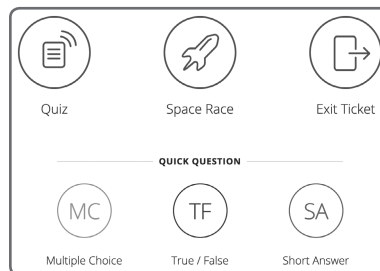 Quiz Space Race Exit Ticket
QUICK QUESTION
MC TF SA
Multiple Choice True / False Short Answer